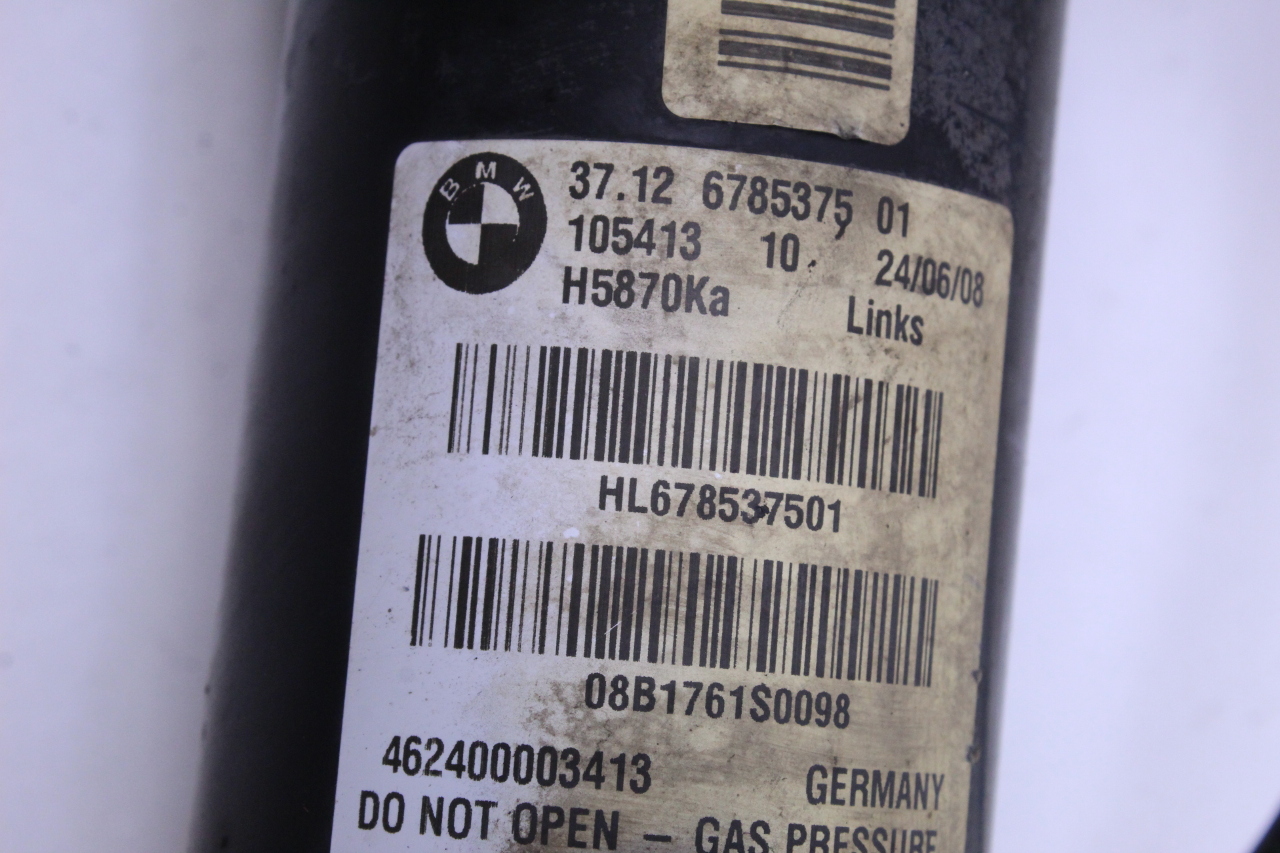 BMW
37.12 6785375 01
105413 10 24/06/08
H5870Ka Links
HL678537501
08B1761S0098
462400003413 GERMANY
DO NOT OPEN – GAS PRESSURE